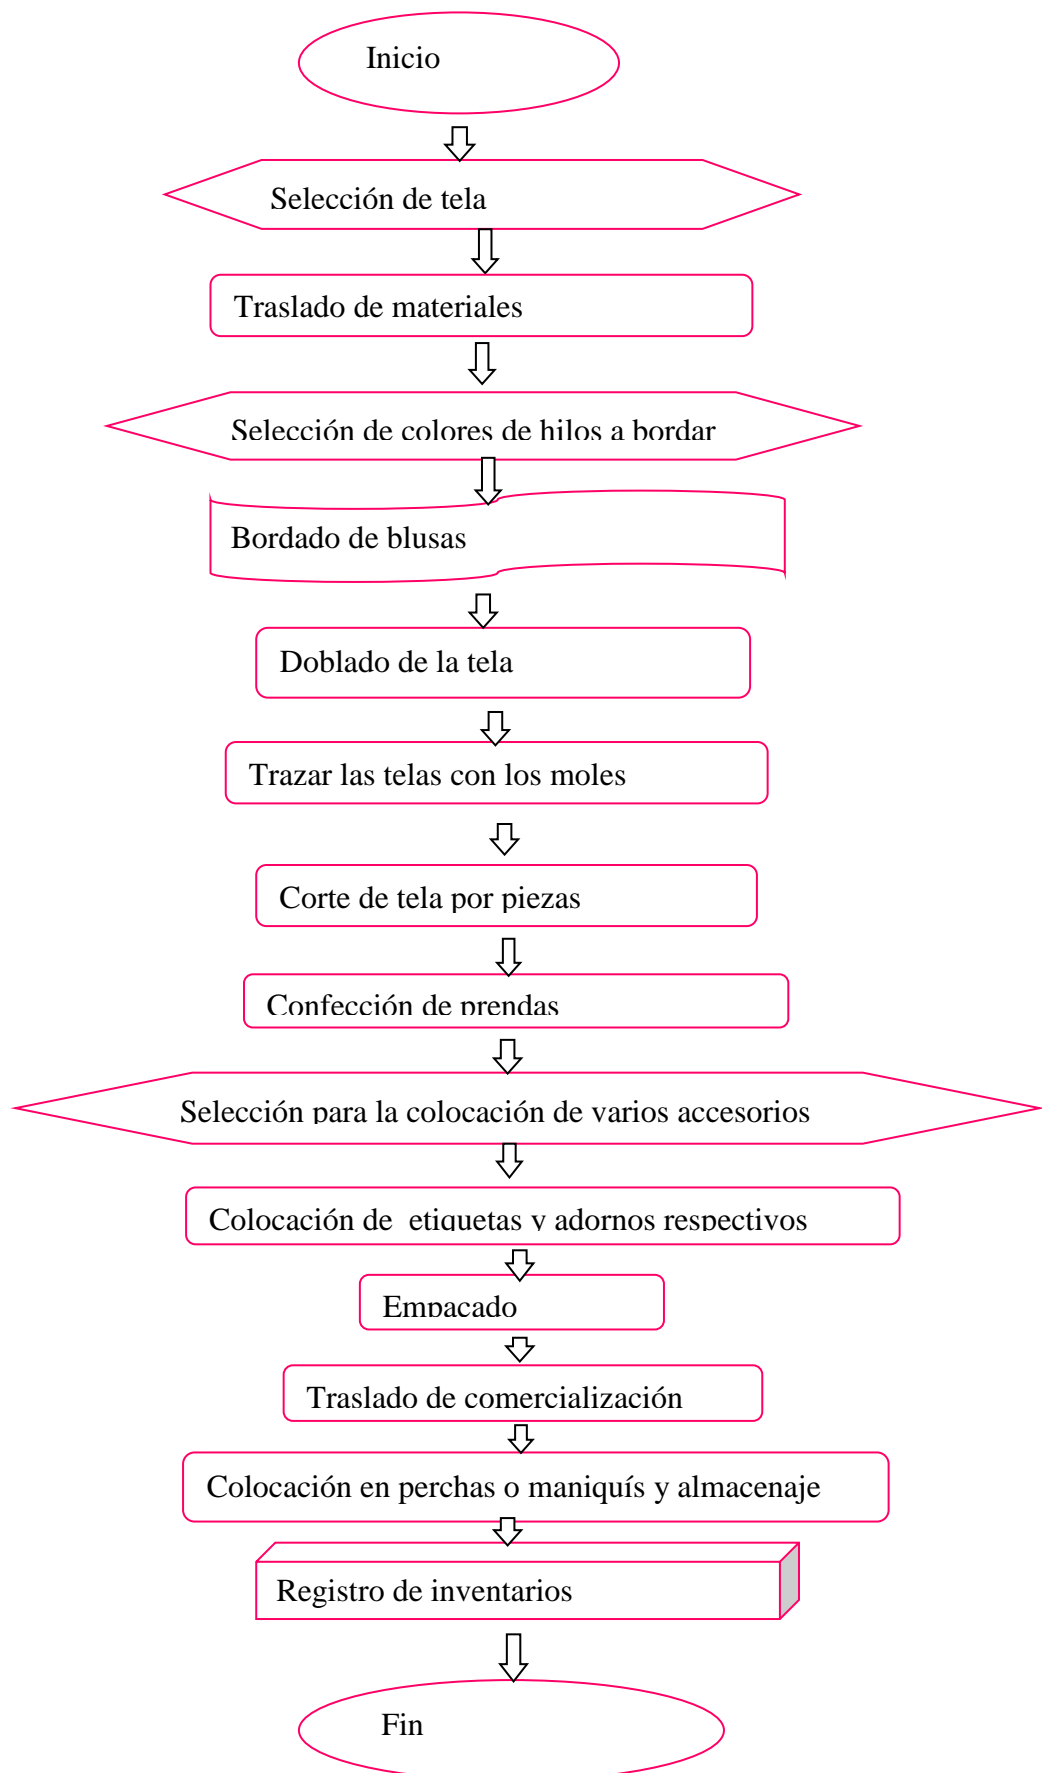 Inicio
Selección de tela
Traslado de materiales
Selección de colores de hilos a bordar
Bordado de blusas
Doblado de la tela
Trazar las telas con los moles
Corte de tela por piezas
Confección de prendas
Selección para la colocación de varios accesorios
Colocación de  etiquetas y adornos respectivos
Empacado
Traslado de comercialización
Colocación en perchas o maniquís y almacenaje
Registro de inventarios
Fin